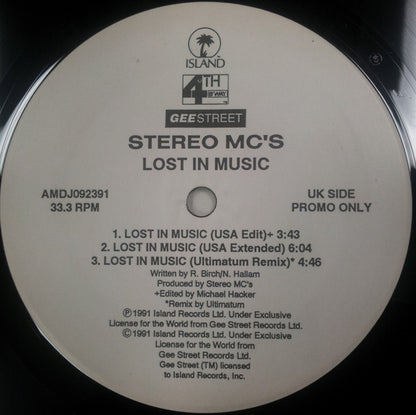 ISLAND
4TH
B'WAY
GEE STREET
STEREO MC'S
LOST IN MUSIC
AMDJ092391
33.3 RPM
UK SIDE
PROMO ONLY
1. LOST IN MUSIC (USA Edit)+ 3:43
2. LOST IN MUSIC (USA Extended) 6:04
3. LOST IN MUSIC (Ultimatum Remix)* 4:46
Written by R. Birch/N. Hallam
Produced by Stereo MC's
+Edited by Michael Hacker
*Remix by Ultimatum
Ⓟ1991 Island Records Ltd. Under Exclusive
License for the World from Gee Street Records Ltd.
©1991 Island Records Ltd. Under Exclusive
License for the World from
Gee Street Records Ltd.
Gee Street (TM) licensed
to Island Records, Inc.